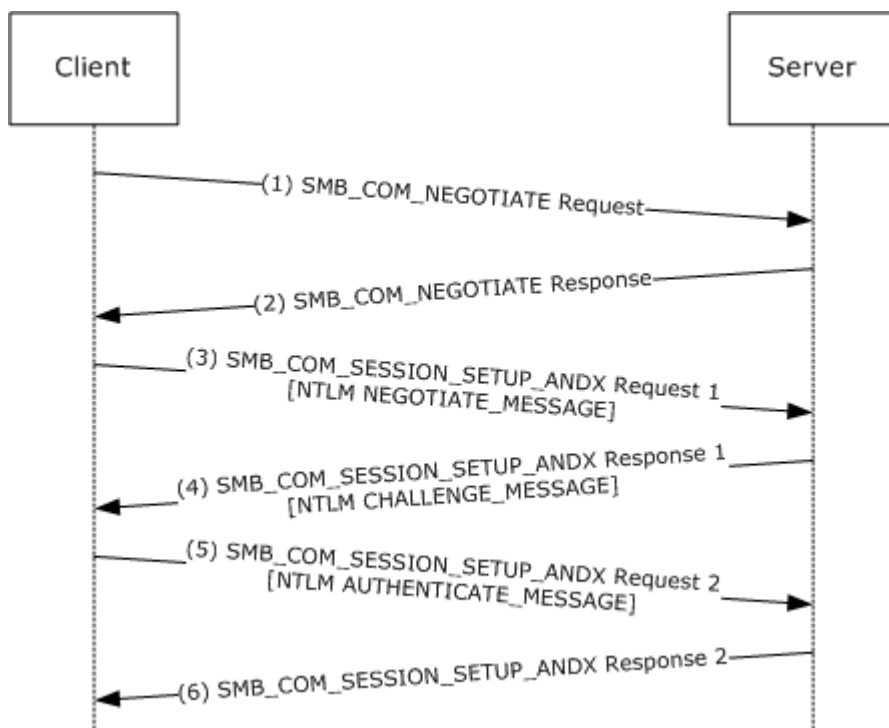 Client
Server
(1) SMB_COM_NEGOTIATE Request
(2) SMB_COM_NEGOTIATE Response
(3) SMB_COM_SESSION_SETUP_ANDX Request 1
[NTLM NEGOTIATE_MESSAGE]
(4) SMB_COM_SESSION_SETUP_ANDX Response 1
[NTLM CHALLENGE_MESSAGE]
(5) SMB_COM_SESSION_SETUP_ANDX Request 2
[NTLM AUTHENTICATE_MESSAGE]
(6) SMB_COM_SESSION_SETUP_ANDX Response 2